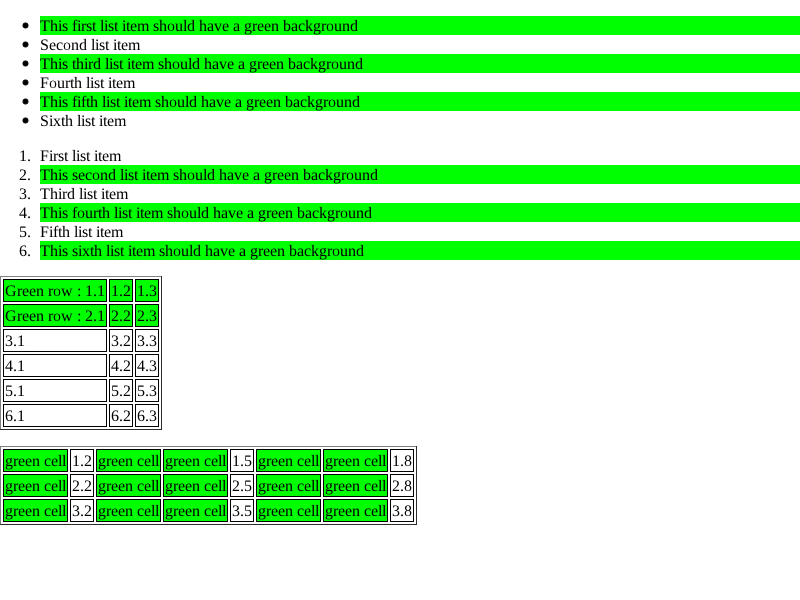 • This first list item should have a green background
• Second list item
• This third list item should have a green background
• Fourth list item
• This fifth list item should have a green background
• Sixth list item
1. First list item
2. This second list item should have a green background
3. Third list item
4. This fourth list item should have a green background
5. Fifth list item
6. This sixth list item should have a green background
Green row : 1.1 1.2 1.3
Green row : 2.1 2.2 2.3
3.1 3.2 3.3
4.1 4.2 4.3
5.1 5.2 5.3
6.1 6.2 6.3
green cell 1.2 green cell green cell 1.5 green cell green cell 1.8
green cell 2.2 green cell green cell 2.5 green cell green cell 2.8
green cell 3.2 green cell green cell 3.5 green cell green cell 3.8